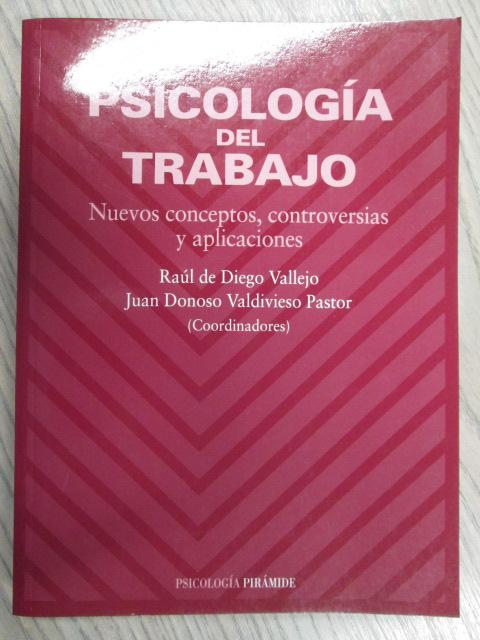 PSICOLOGÍA
DEL
TRABAJO
Nuevos conceptos, controversias
y aplicaciones
Raúl de Diego Vallejo
Juan Donoso Valdivieso Pastor
(Coordinadores)
PSICOLOGÍA PIRÁMIDE